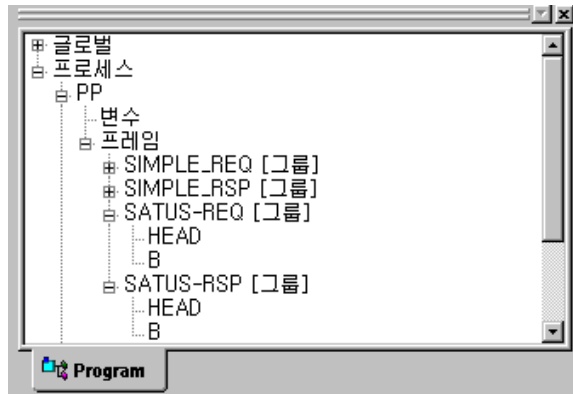 글로벌
프로세스
PP
변수
프레임
SIMPLE_REQ [그룹]
SIMPLE_RSP [그룹]
SATUS-REQ [그룹]
HEAD
B
SATUS-RSP [그룹]
HEAD
B
Program